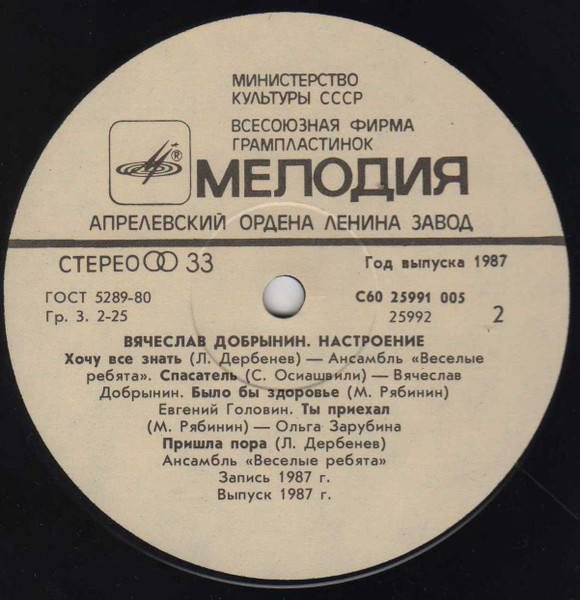 МИНИСТЕРСТВО
КУЛЬТУРЫ СССР
ВСЕСОЮЗНАЯ ФИРМА
ГРАМПЛАСТИНОК
®
МЕЛОДИЯ
АПРЕЛЕВСКИЙ ОРДЕНА ЛЕНИНА ЗАВОД
СТЕРЕО 33
Год выпуска 1987
ГОСТ 5289-80
С60 25991 005
Гр. 3. 2-25
25992
2
ВЯЧЕСЛАВ ДОБРЫНИН. НАСТРОЕНИЕ
Хочу все знать (Л. Дербенев) — Ансамбль «Веселые
ребята». Спасатель (С. Осиашвили) — Вячеслав
Добрынин. Было бы здоровье (М. Рябинин)
Евгений Головин. Ты приехал
(М. Рябинин) — Ольга Зарубина
Пришла пора (Л. Дербенев)
Ансамбль «Веселые ребята»
Запись 1987 г.
Выпуск 1987 г.